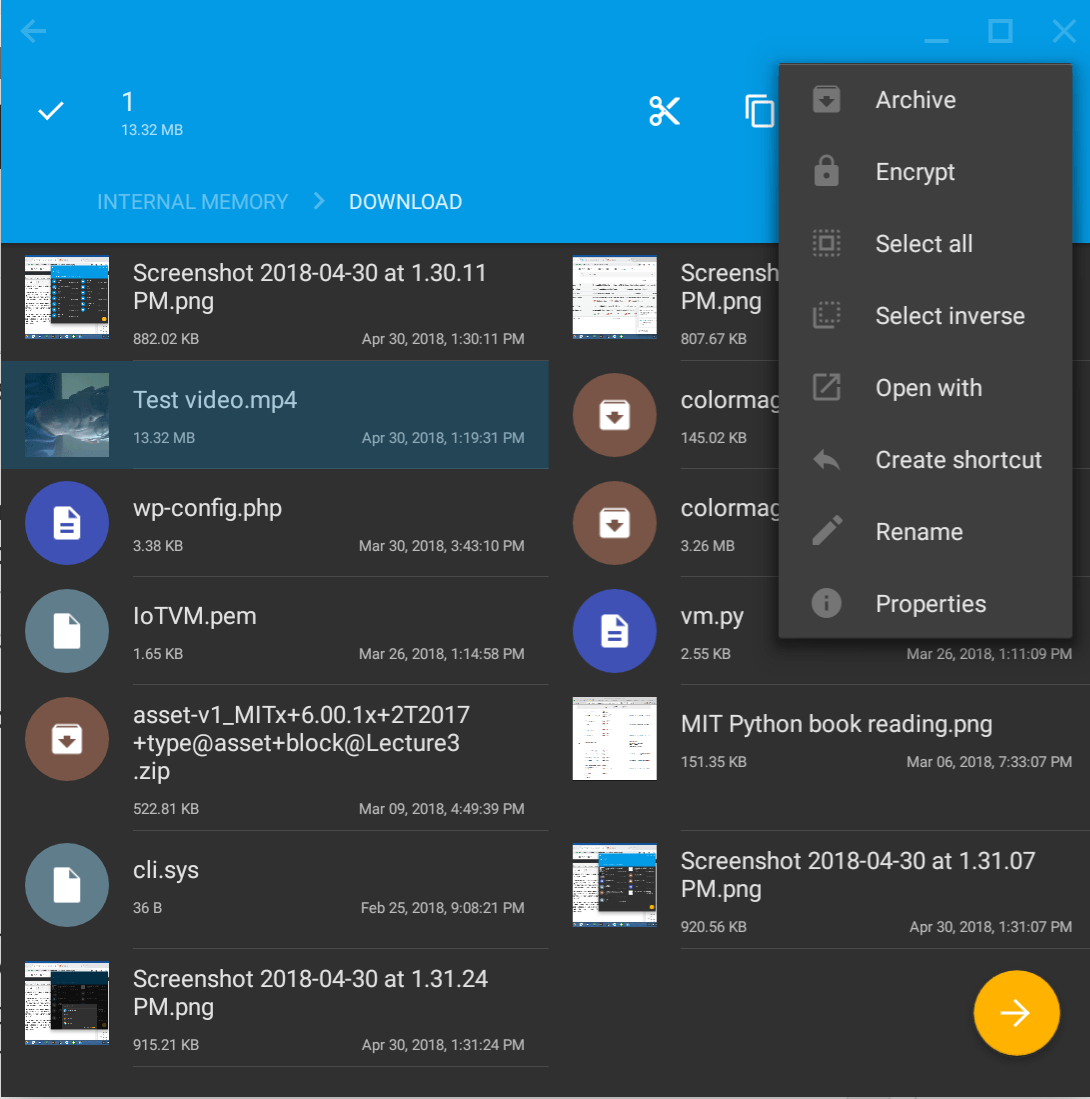 1
13.32 MB
INTERNAL MEMORY
DOWNLOAD
Archive
Encrypt
Select all
Select inverse
Open with
Create shortcut
Rename
Properties
Screenshot 2018-04-30 at 1.30.11
PM.png
882.02 KB
Apr 30, 2018, 1:30:11 PM
Screensh
PM.png
807.67 KB
Test video.mp4
13.32 MB
Apr 30, 2018, 1:19:31 PM
colormag
145.02 KB
wp-config.php
3.38 KB
Mar 30, 2018, 3:43:10 PM
colormag
3.26 MB
IoTVM.pem
1.65 KB
Mar 26, 2018, 1:14:58 PM
vm.py
2.55 KB
Mar 26, 2018, 1:11:09 PM
asset-v1_MITx+6.00.1x+2T2017
+type@asset+block@Lecture3
.zip
522.81 KB
Mar 09, 2018, 4:49:39 PM
MIT Python book reading.png
151.35 KB
Mar 06, 2018, 7:33:07 PM
cli.sys
36 B
Feb 25, 2018, 9:08:21 PM
Screenshot 2018-04-30 at 1.31.07
PM.png
920.56 KB
Apr 30, 2018, 1:31:07 PM
Screenshot 2018-04-30 at 1.31.24
PM.png
915.21 KB
Apr 30, 2018, 1:31:24 PM